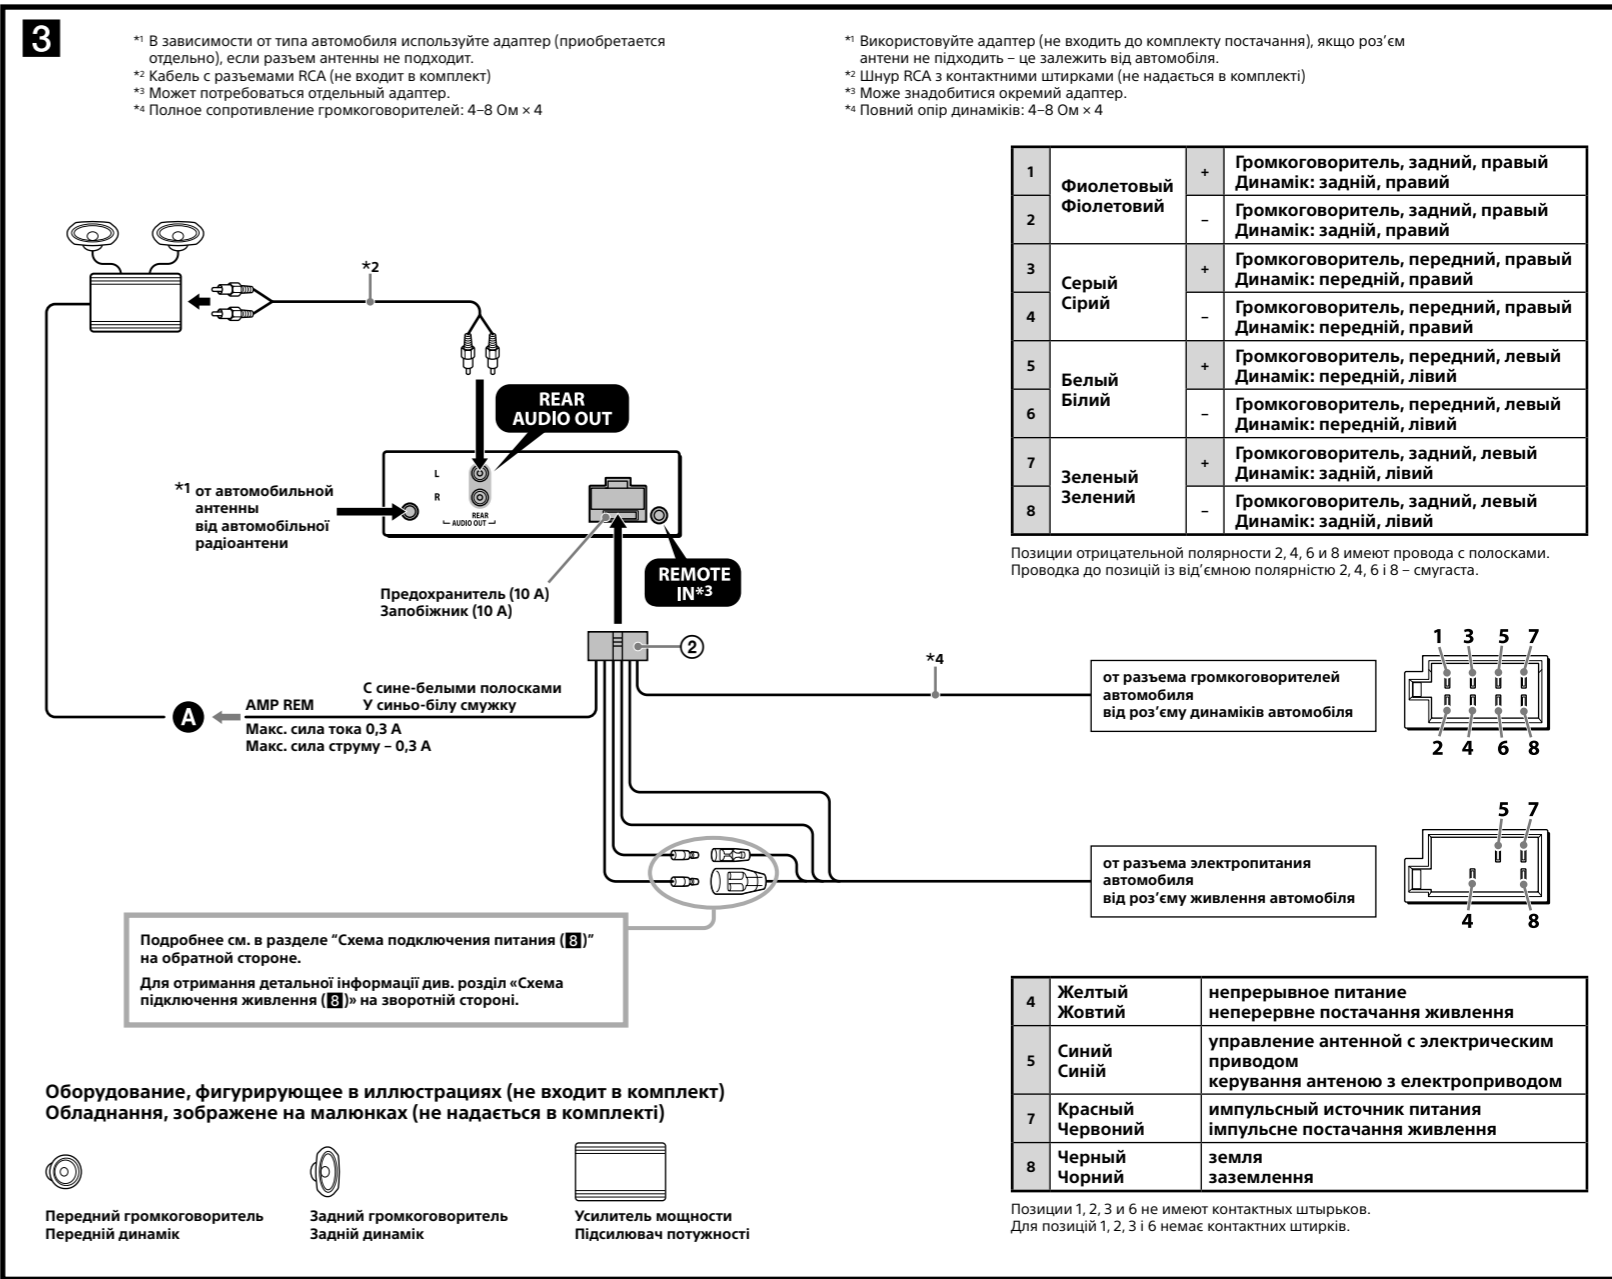 3
*1 В зависимости от типа автомобиля используйте адаптер (приобретается
отдельно), если разъем антенны не подходит.
*2 Кабель с разъемами RCA (не входит в комплект)
*3 Может потребоваться отдельный адаптер.
*4 Полное сопротивление громкоговорителей: 4–8 Ом × 4
*1 Використовуйте адаптер (не входить до комплекту постачання), якщо роз’єм
антени не підходить – це залежить від автомобіля.
*2 Шнур RCA з контактними штирками (не надається в комплекті)
*3 Може знадобитися окремий адаптер.
*4 Повний опір динаміків: 4–8 Ом × 4
1
Фиолетовый
Фіолетовий
+
Громкоговоритель, задний, правый
Динамік: задній, правий
2
–
Громкоговоритель, задний, правый
Динамік: задній, правий
3
Серый
Сірий
+
Громкоговоритель, передний, правый
Динамік: передній, правий
4
–
Громкоговоритель, передний, правый
Динамік: передній, правий
5
Белый
Білий
+
Громкоговоритель, передний, левый
Динамік: передній, лівий
6
–
Громкоговоритель, передний, левый
Динамік: передній, лівий
7
Зеленый
Зелений
+
Громкоговоритель, задний, левый
Динамік: задній, лівий
8
–
Громкоговоритель, задний, левый
Динамік: задній, лівий
Позиции отрицательной полярности 2, 4, 6 и 8 имеют провода с полосками.
Проводка до позицій із від’ємною полярністю 2, 4, 6 і 8 – смугаста.
*2
REAR
AUDIO OUT
L
R
REAR
AUDIO OUT
*1 от автомобильной
антенны
від автомобільної
радіоантени
REMOTE
IN*3
Предохранитель (10 А)
Запобіжник (10 А)
2
*4
A
AMP REM
С сине-белыми полосками
У синьо-білу смужку
Макс. сила тока 0,3 А
Макс. сила струму – 0,3 А
от разъема громкоговорителей
автомобиля
від роз’єму динаміків автомобіля
1 3 5 7
2 4 6 8
от разъема электропитания
автомобиля
від роз’єму живлення автомобіля
5 7
4 8
Подробнее см. в разделе “Схема подключения питания (8)”
на обратной стороне.
Для отримання детальної інформації див. розділ «Схема
підключення живлення (8)» на зворотній стороні.
4
Желтый
Жовтий
непрерывное питание
неперервне постачання живлення
5
Синий
Синій
управление антенной с электрическим
приводом
керування антеною з електроприводом
7
Красный
Червоний
импульсный источник питания
імпульсне постачання живлення
8
Черный
Чорний
земля
заземлення
Позиции 1, 2, 3 и 6 не имеют контактных штырьков.
Для позицій 1, 2, 3 і 6 немає контактних штирків.
Оборудование, фигурирующее в иллюстрациях (не входит в комплект)
Обладнання, зображене на малюнках (не надається в комплекті)
Передний громкоговоритель
Передній динамік
Задний громкоговоритель
Задній динамік
Усилитель мощности
Підсилювач потужності